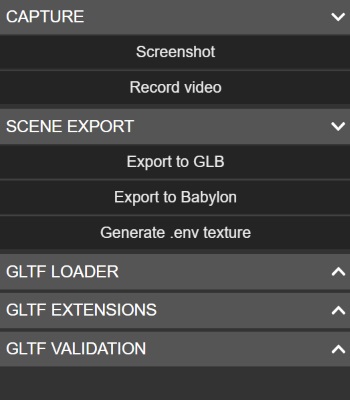 CAPTURE
Screenshot
Record video
SCENE EXPORT
Export to GLB
Export to Babylon
Generate .env texture
GLTF LOADER
GLTF EXTENSIONS
GLTF VALIDATION